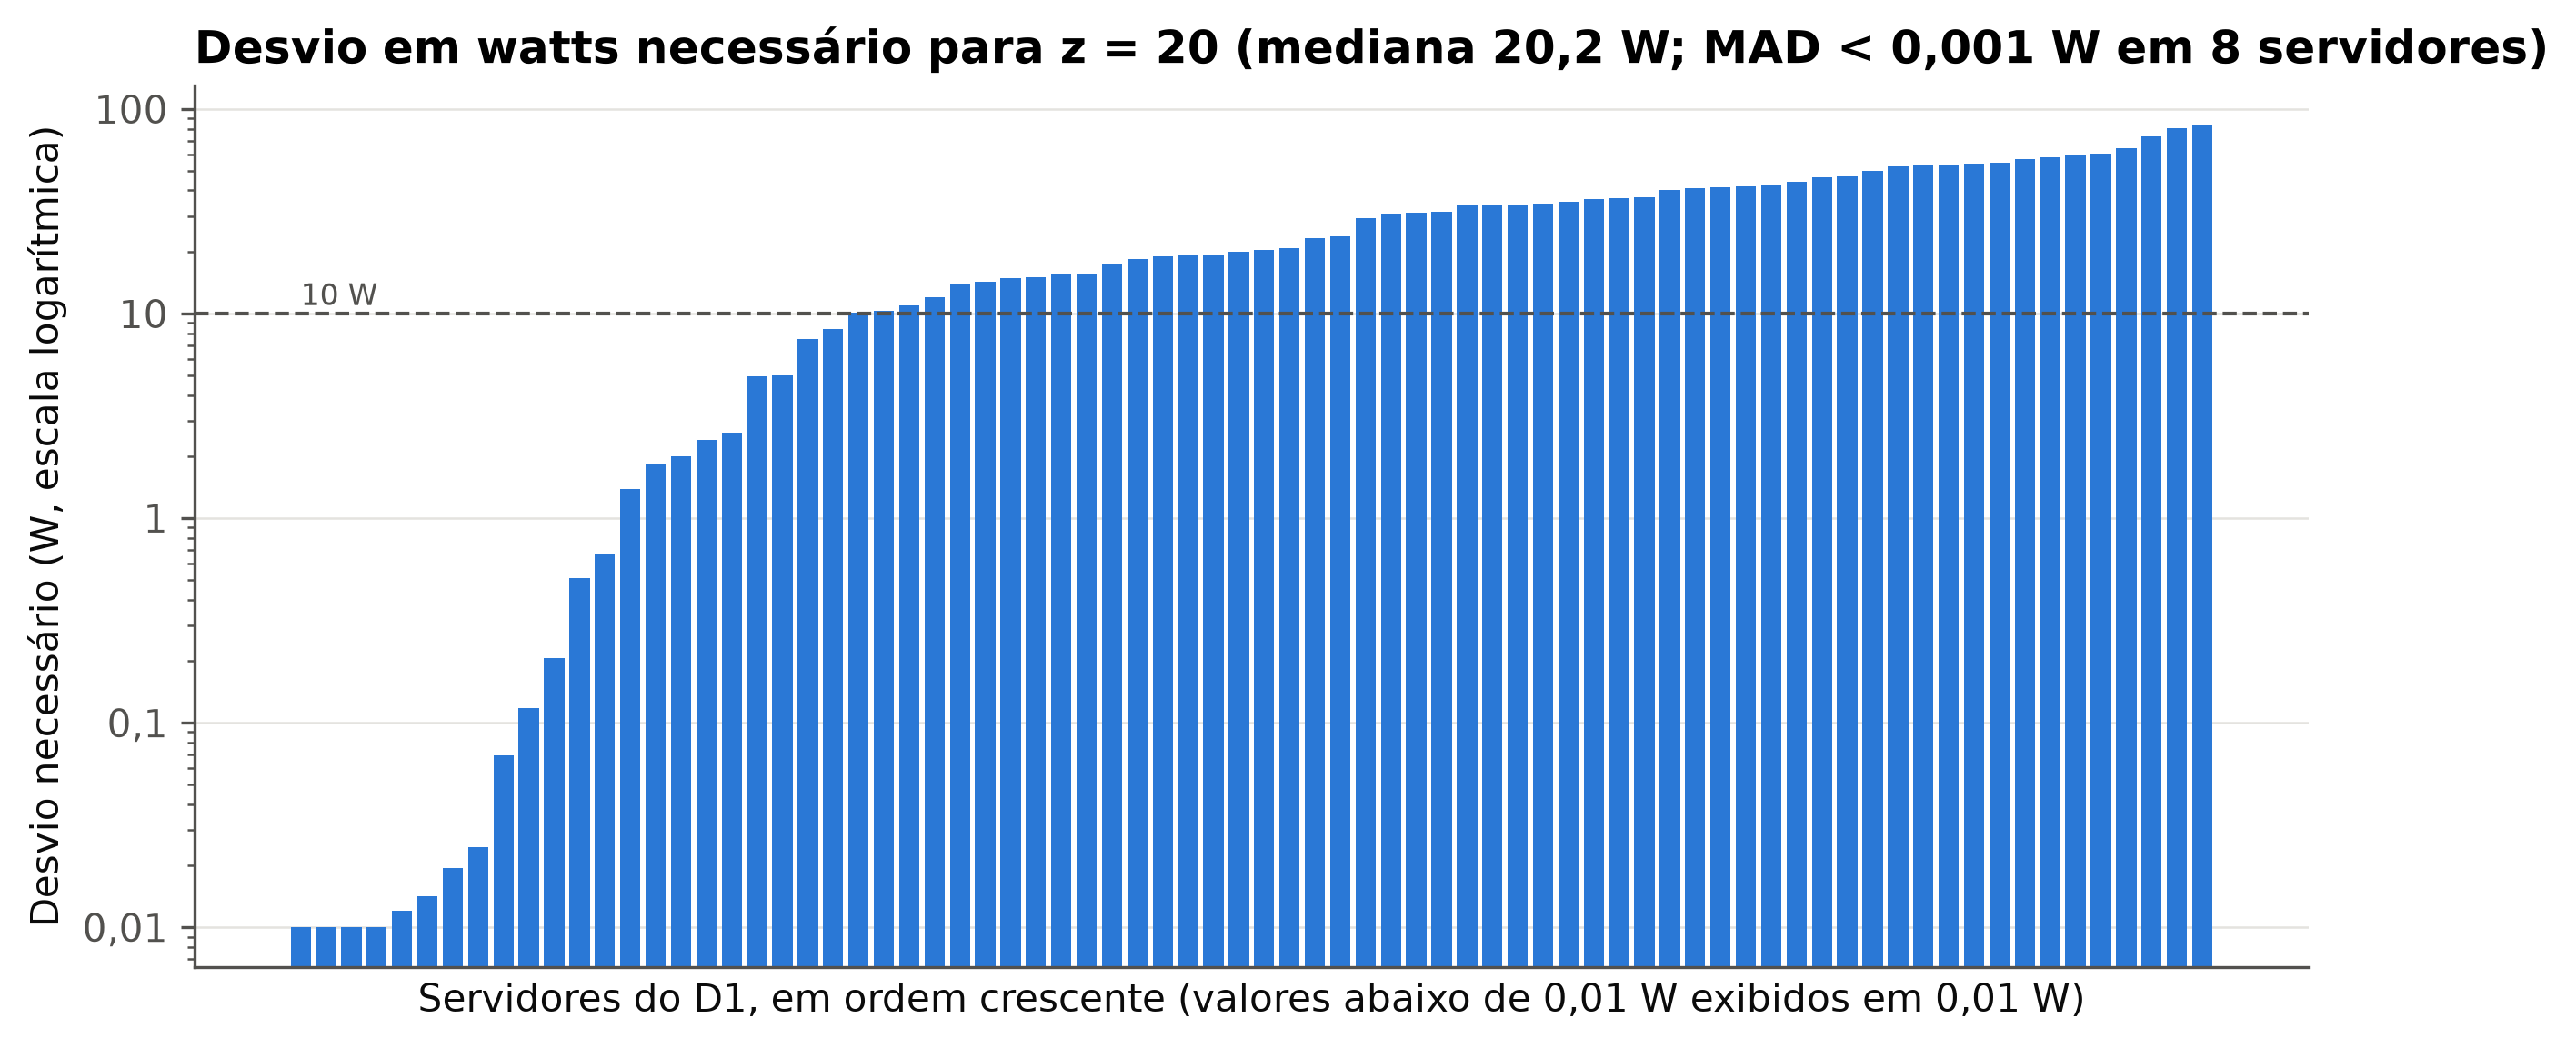 Desvio em watts necessário para z = 20 (mediana 20,2 W; MAD < 0,001 W em 8 servidores)
Desvio necessário (W, escala logarítmica)
100
10
1
0,1
0,01
10 W
Servidores do D1, em ordem crescente (valores abaixo de 0,01 W exibidos em 0,01 W)